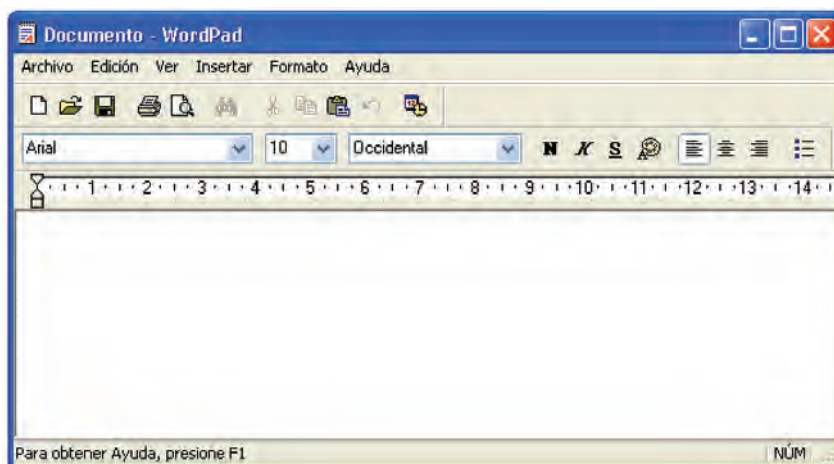 Documento - WordPad
Archivo Edición Ver Insertar Formato Ayuda
Arial 10 Occidental N K S
1 2 3 4 5 6 7 8 9 10 11 12 13 14
Para obtener Ayuda, presione F1 NÚM